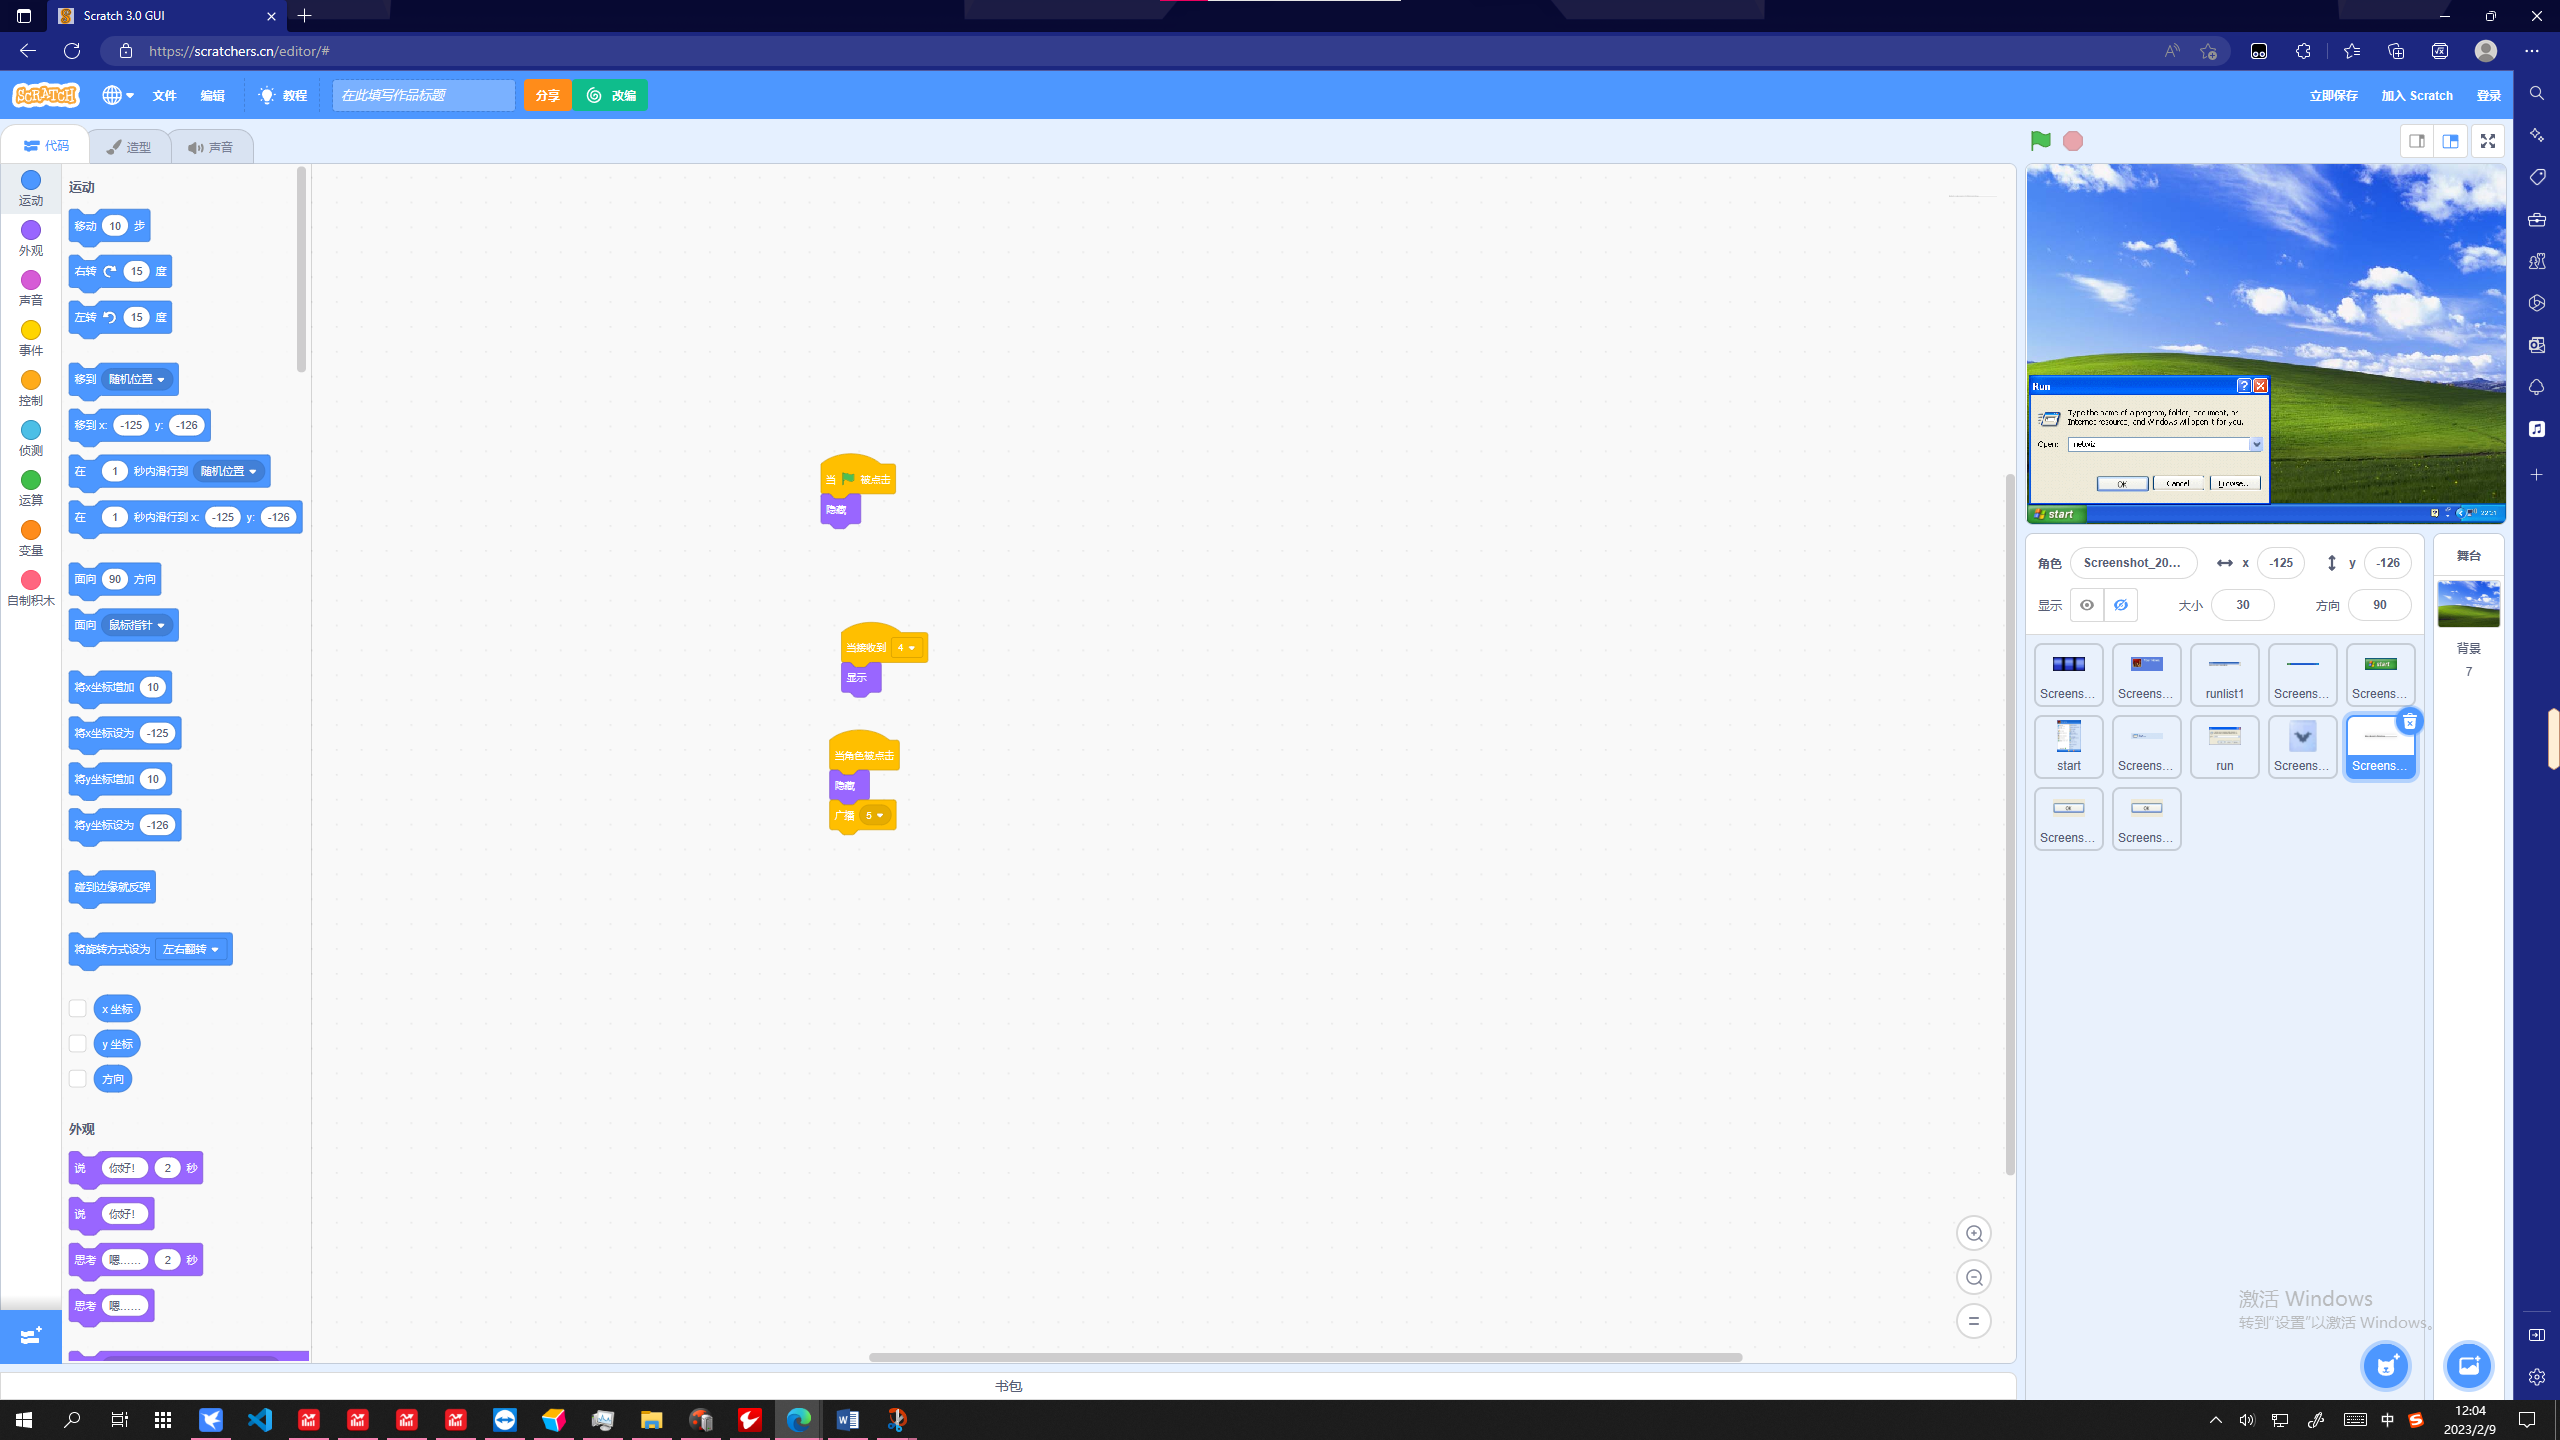 Scratch 3.0 GUI
https://scratchers.cn/editor/#
SCRATCH
文件
编辑
教程
在此填写作品标题
分享
改编
立即保存
加入 Scratch
登录
代码
造型
声音
运动
外观
声音
事件
控制
侦测
运算
变量
自制积木
运动
移动 10 步
右转 15 度
左转 15 度
移到 随机位置
移到 x: -125 y: -126
在 1 秒内滑行到 随机位置
在 1 秒内滑行到 x: -125 y: -126
面向 90 方向
面向 鼠标指针
将x坐标增加 10
将x坐标设为 -125
将y坐标增加 10
将y坐标设为 -126
碰到边缘就反弹
将旋转方式设为 左右翻转
x 坐标
y 坐标
方向
外观
说 你好! 2 秒
说 你好!
思考 嗯…… 2 秒
思考 嗯……
当 被点击
隐藏
当接收到 4
显示
当角色被点击
隐藏
广播 5
书包
Run
Type the name of a program, folder, document, or
Internet resource, and Windows will open it for you.
Open:
OK
Cancel
Browse...
start
角色 Screenshot_20... x -125 y -126
显示 大小 30 方向 90
Screens...
Screens...
runlist1
Screens...
Screens...
start
Screens...
run
Screens...
Screens...
Screens...
Screens...
OK
OK
舞台
背景
7
激活 Windows
转到“设置”以激活 Windows。
中
12:04
2023/2/9